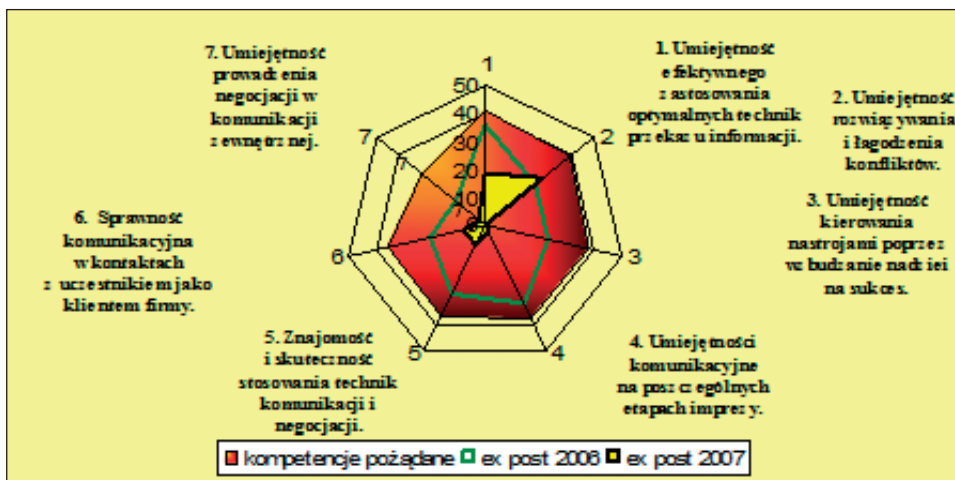 7. Umiejętność
prowadzenia
negocjacji w
komunikacji
zewnętrznej.
1. Umiejętność
efektywnego
zastosowania
optymalnych technik
przekazu informacji.
2. Umiejętność
rozwiązywania
i łagodzenia
konfliktów.
3. Umiejętność
kierowania
nastrojami poprzez
wzbudzanie nadziei
na sukces.
4. Umiejętności
komunikacyjne
na poszczególnych
etapach imprezy.
5. Znajomość
i skuteczność
stosowania technik
komunikacji i
negocjacji.
6. Sprawność
komunikacyjna
w kontaktach
z uczestnikiem jako
klientem firmy.
1
50
40
30
20
10
2
3
4
5
6
7
7
7
kompetencje pożądane ex post 2006 ex post 2007